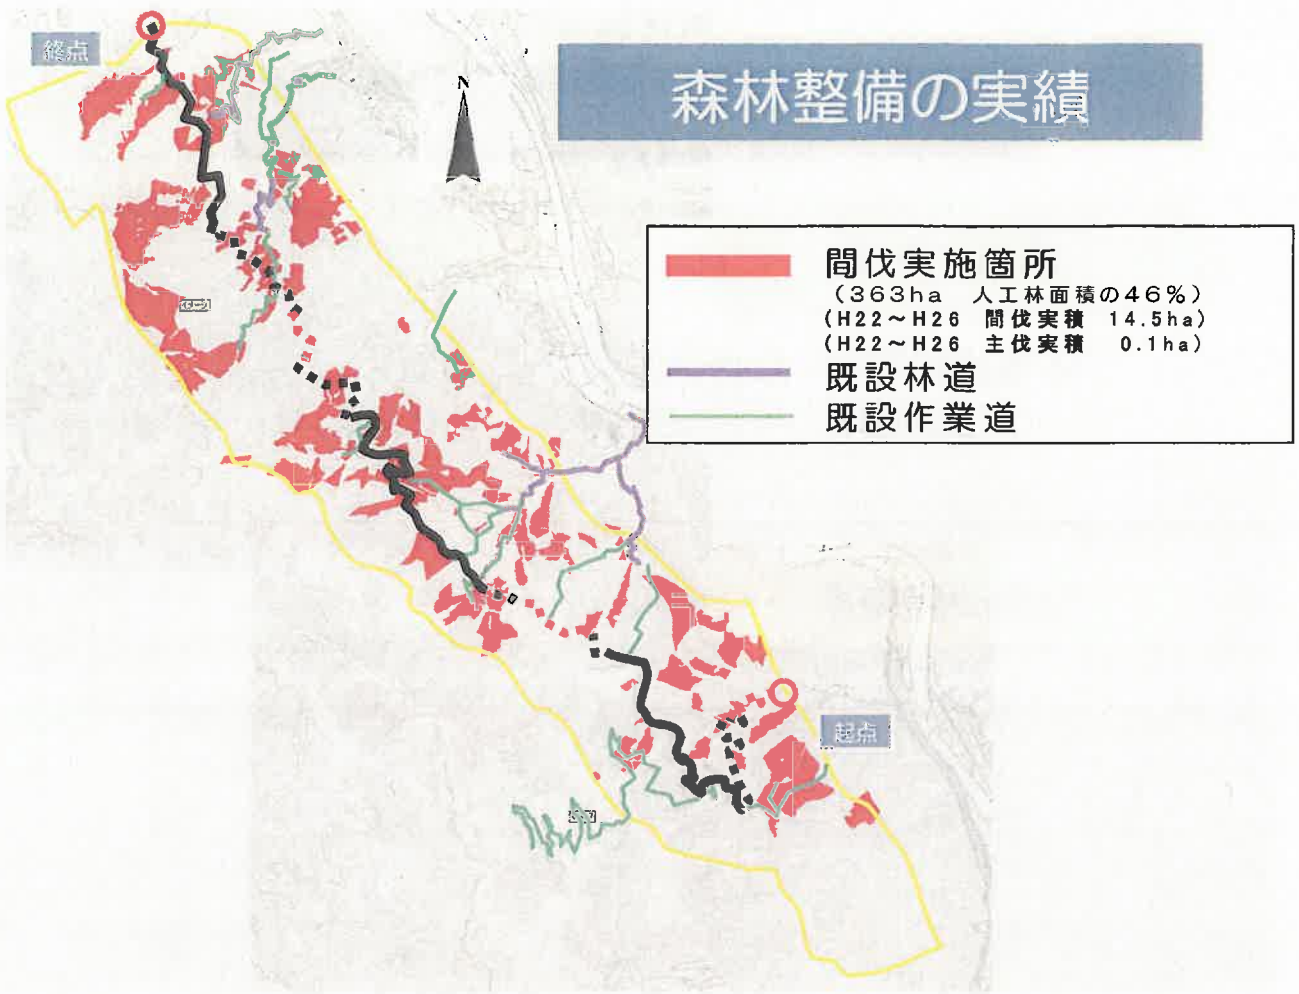 終点
森林整備の実績
N
間伐実施箇所
(363ha 人工林面積の46%)
(H22~H26 間伐実積 14.5ha)
(H22~H26 主伐実積 0.1ha)
既設林道
既設作業道
起点